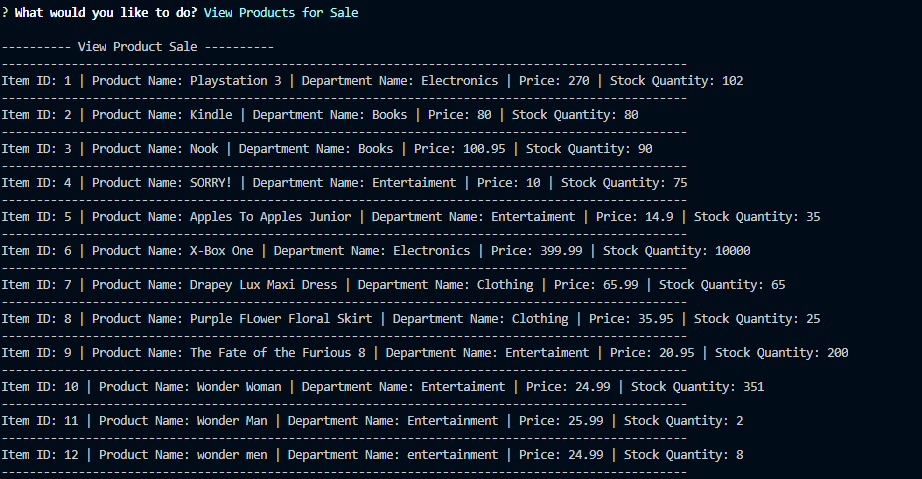 ? What would you like to do? View Products for Sale
---------- View Product Sale ----------
--------------------------------------------------------------------------------------------------
Item ID: 1 | Product Name: Playstation 3 | Department Name: Electronics | Price: 270 | Stock Quantity: 102
--------------------------------------------------------------------------------------------------
Item ID: 2 | Product Name: Kindle | Department Name: Books | Price: 80 | Stock Quantity: 80
--------------------------------------------------------------------------------------------------
Item ID: 3 | Product Name: Nook | Department Name: Books | Price: 100.95 | Stock Quantity: 90
--------------------------------------------------------------------------------------------------
Item ID: 4 | Product Name: SORRY! | Department Name: Entertaiment | Price: 10 | Stock Quantity: 75
--------------------------------------------------------------------------------------------------
Item ID: 5 | Product Name: Apples To Apples Junior | Department Name: Entertaiment | Price: 14.9 | Stock Quantity: 35
--------------------------------------------------------------------------------------------------
Item ID: 6 | Product Name: X-Box One | Department Name: Electronics | Price: 399.99 | Stock Quantity: 10000
--------------------------------------------------------------------------------------------------
Item ID: 7 | Product Name: Drapey Lux Maxi Dress | Department Name: Clothing | Price: 65.99 | Stock Quantity: 65
--------------------------------------------------------------------------------------------------
Item ID: 8 | Product Name: Purple FLower Floral Skirt | Department Name: Clothing | Price: 35.95 | Stock Quantity: 25
--------------------------------------------------------------------------------------------------
Item ID: 9 | Product Name: The Fate of the Furious 8 | Department Name: Entertaiment | Price: 20.95 | Stock Quantity: 200
--------------------------------------------------------------------------------------------------
Item ID: 10 | Product Name: Wonder Woman | Department Name: Entertaiment | Price: 24.99 | Stock Quantity: 351
--------------------------------------------------------------------------------------------------
Item ID: 11 | Product Name: Wonder Man | Department Name: Entertainment | Price: 25.99 | Stock Quantity: 2
--------------------------------------------------------------------------------------------------
Item ID: 12 | Product Name: wonder men | Department Name: entertainment | Price: 24.99 | Stock Quantity: 8
--------------------------------------------------------------------------------------------------